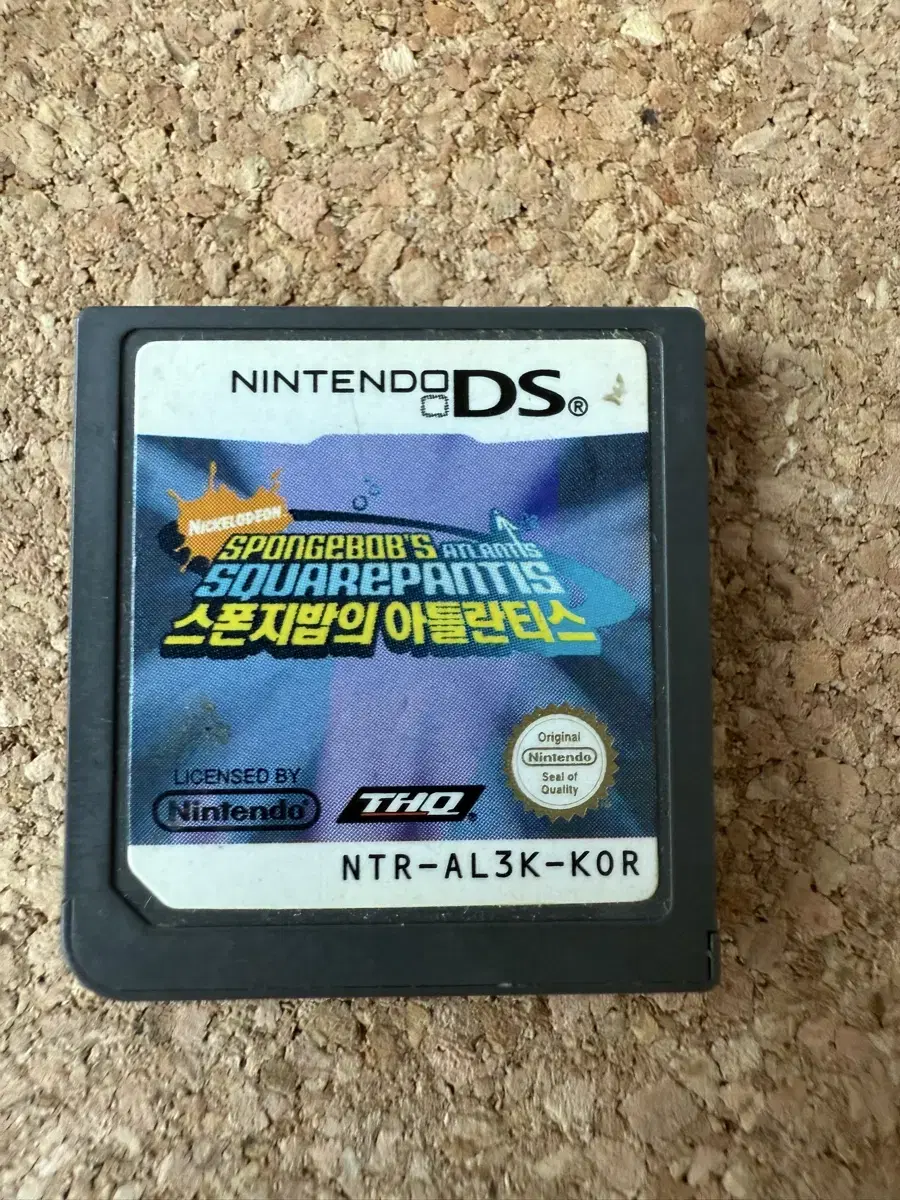 NINTENDO DS®
NICKELODEON
SPONGEBOB'S ATLANTIS
SQUAREPANTIS
스폰지밥의 아틀란티스
LICENSED BY
Nintendo®
THQ®
Original
Nintendo
Seal of
Quality
NTR-AL3K-KOR